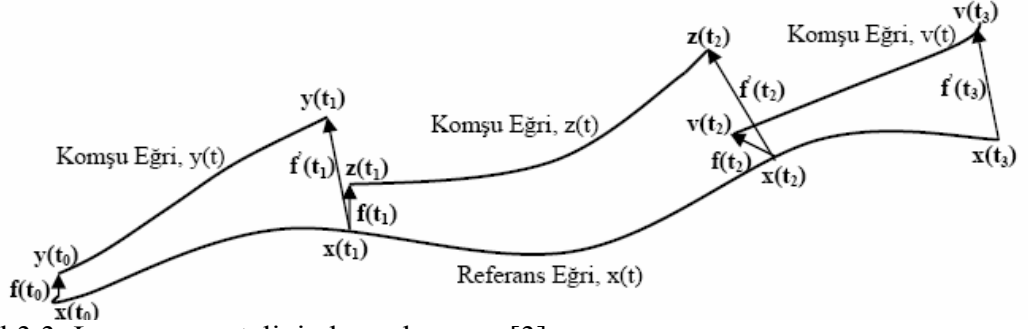 v(t₃)
z(t₂)
Komşu Eğri, v(t)
y(t₁)
f'(t₂)
f'(t₃)
Komşu Eğri, z(t)
v(t₂)
Komşu Eğri, y(t)
f'(t₁)
z(t₁)
f(t₂)
x(t₂)
x(t₃)
f(t₁)
y(t₀)
x(t₁)
Referans Eğri, x(t)
f(t₀)
x(t₀)
[2]